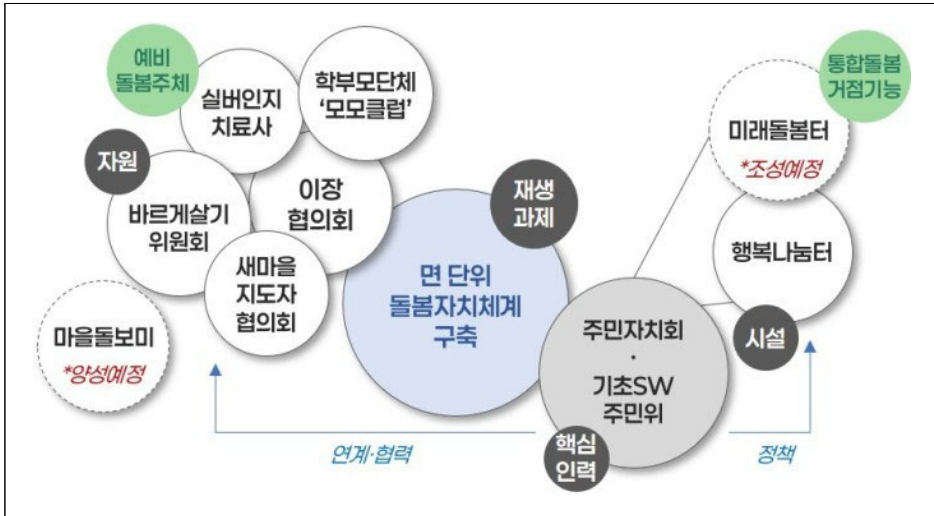 예비
돌봄주체
실버인지
치료사
학부모단체
‘모모클럽’
통합돌봄
거점기능
미래돌봄터
*조성예정
자원
바르게살기
위원회
이장
협의회
재생
과제
행복나눔터
새마을
지도자
협의회
면 단위
돌봄자치체계
구축
마을돌보미
*양성예정
주민자치회
·
기초SW
주민위
시설
핵심
인력
연계·협력
정책